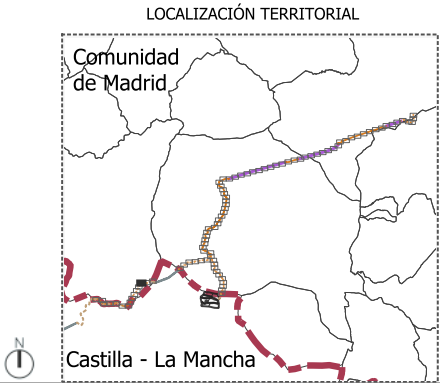 LOCALIZACIÓN TERRITORIAL
Comunidad
de Madrid
N
Castilla - La Mancha